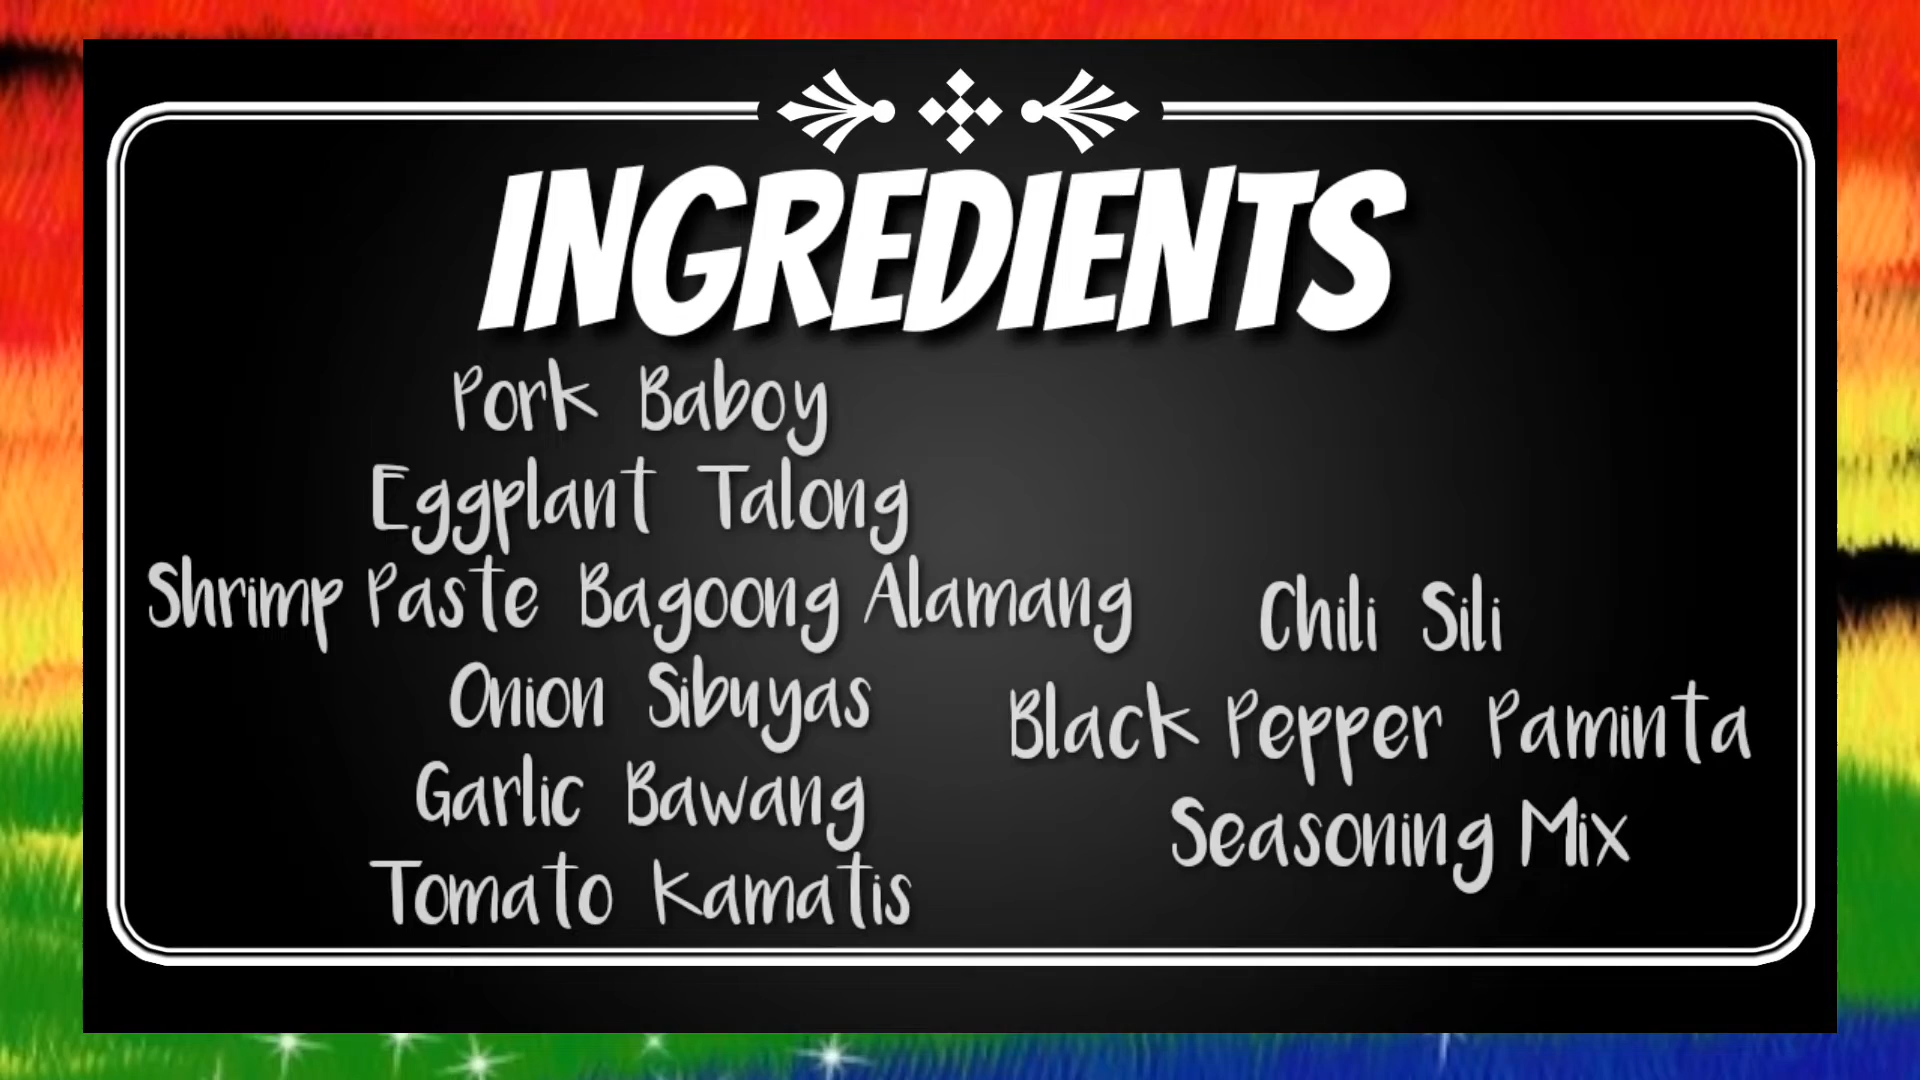 INGREDIENTS
Pork Baboy
Eggplant Talong
Shrimp Paste Bagoong Alamang
Onion Sibuyas
Garlic Bawang
Tomato Kamatis
Chili Sili
Black Pepper Paminta
Seasoning Mix